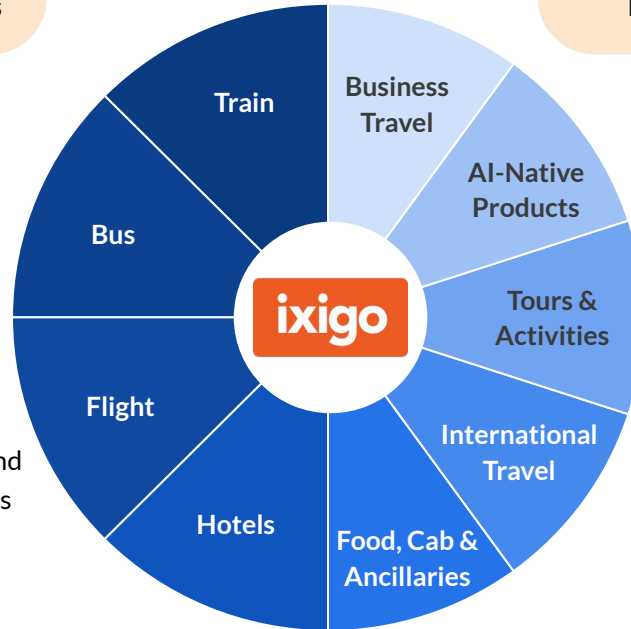 Train
Business
Travel
AI-Native
Products
Bus
ixigo
Tours &
Activities
Flight
International
Travel
s
Hotels
Food, Cab &
Ancillaries